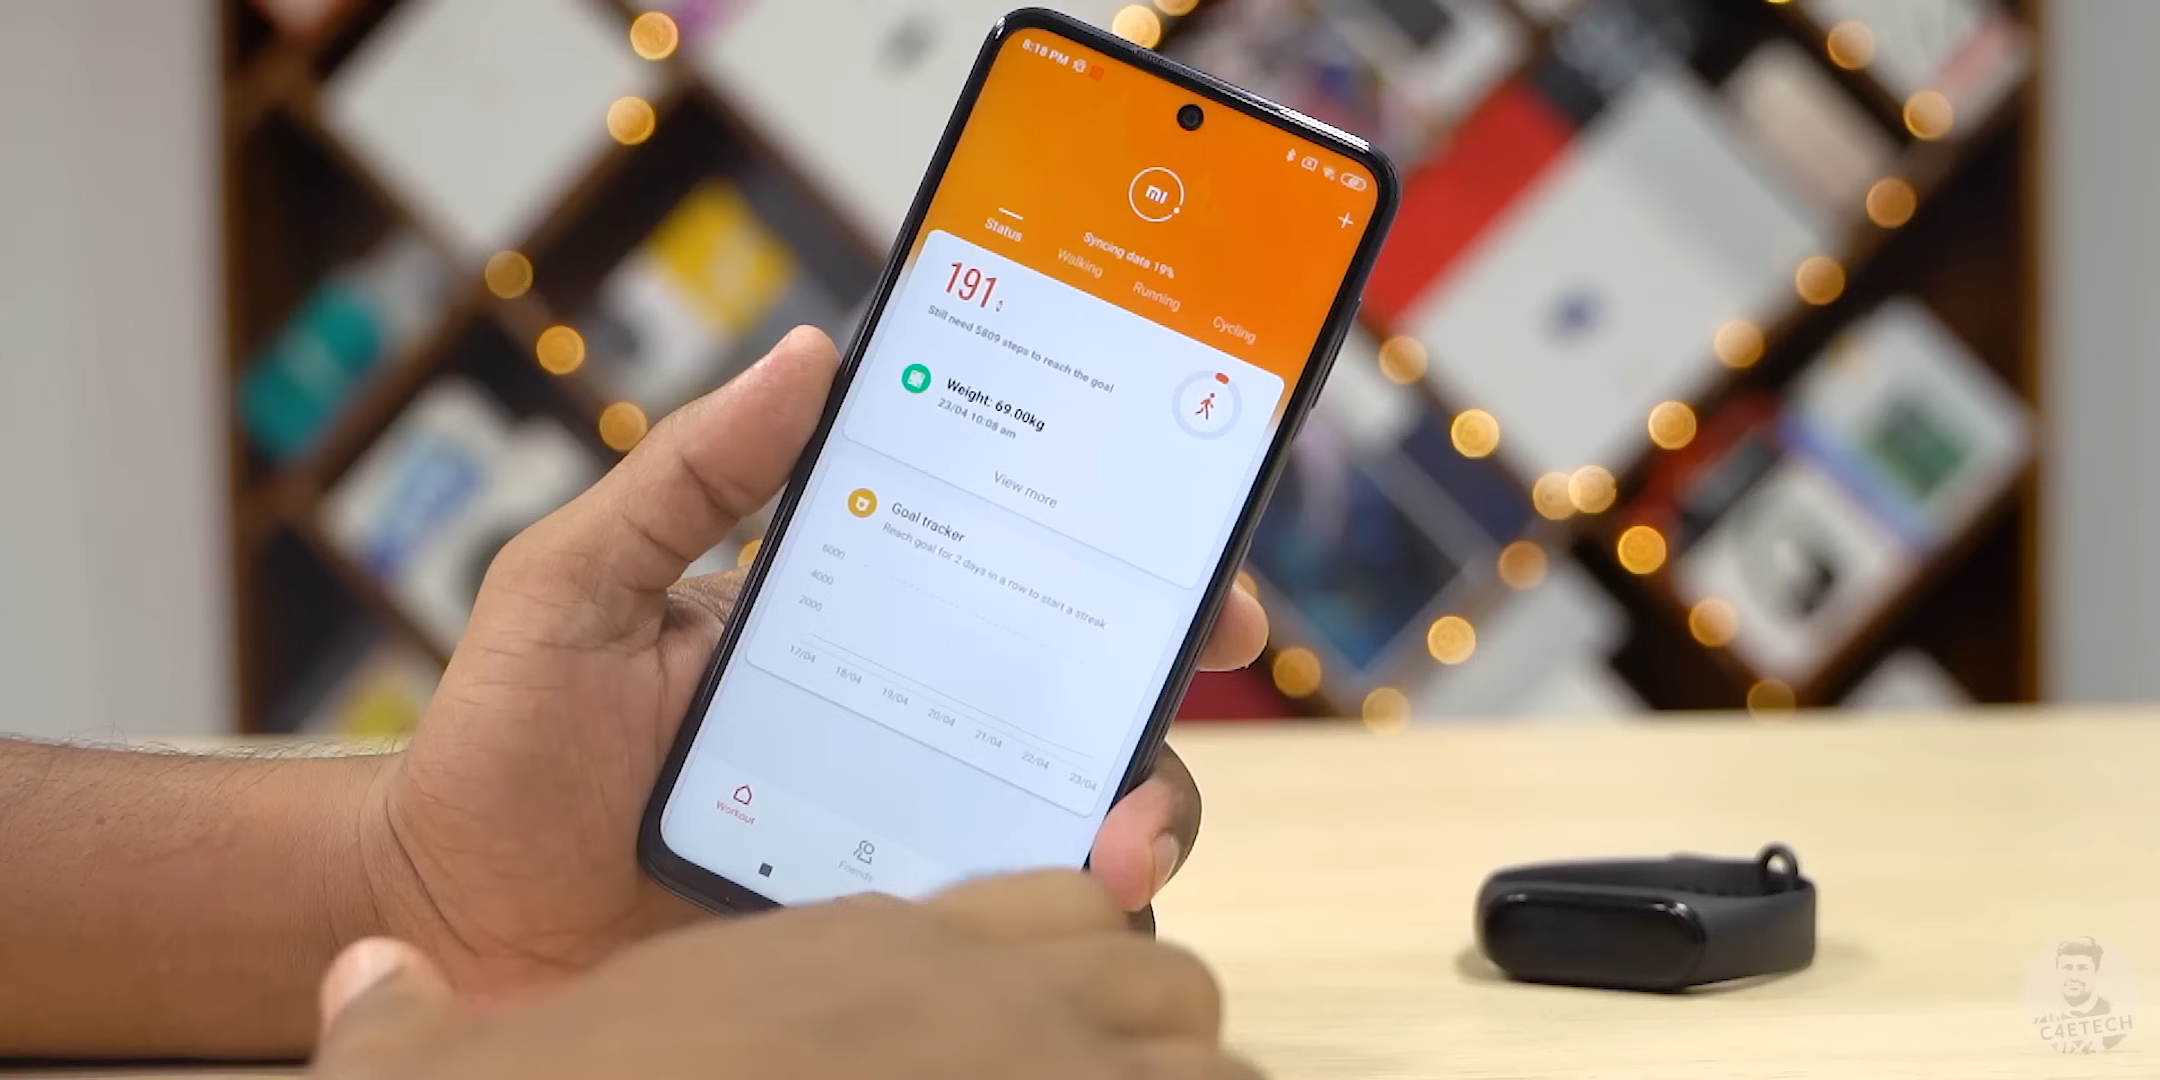 8:18 PM
mi
Syncing data 19%
Status
Walking
Running
Cycling
191
Still need 5809 steps to reach the goal
Weight: 69.00kg
23/04 10:08 am
View more
Goal tracker
Reach goal for 2 days in a row to start a streak
6000
4000
2000
17/04
18/04
19/04
20/04
21/04
22/04
23/04
Workout
Friends
C4ETECH